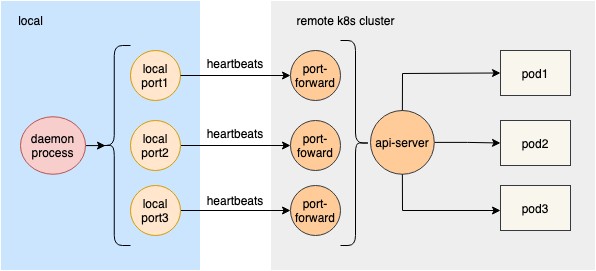 local
remote k8s cluster
local
port1
heartbeats
port-
forward
pod1
daemon
process
local
port2
heartbeats
port-
forward
api-server
pod2
local
port3
heartbeats
port-
forward
pod3